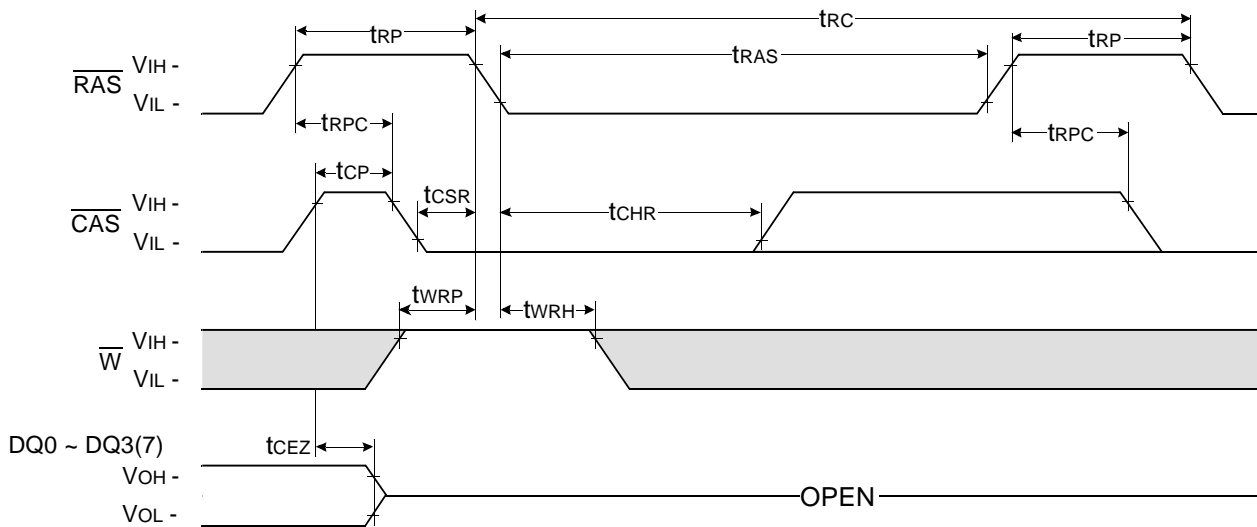 tRC
tRP
tRP
tRAS
RAS
VIH -
VIL -
tRPC
tRPC
tCP
tCSR
tCHR
CAS
VIH -
VIL -
tWRP
tWRH
W
VIH -
VIL -
DQ0 ~ DQ3(7)
tCEZ
VOH -
VOL -
OPEN